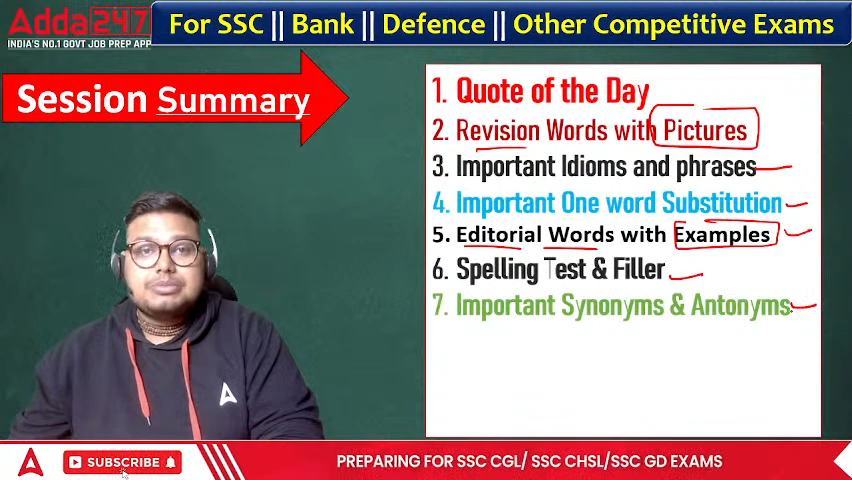 Adda247
INDIA'S NO.1 GOVT JOB PREP APP
For SSC || Bank || Defence || Other Competitive Exams
Session Summary
1. Quote of the Day
2. Revision Words with Pictures
3. Important Idioms and phrases
4. Important One word Substitution
5. Editorial Words with Examples
6. Spelling Test & Filler
7. Important Synonyms & Antonyms
SUBSCRIBE
PREPARING FOR SSC CGL/ SSC CHSL/SSC GD EXAMS